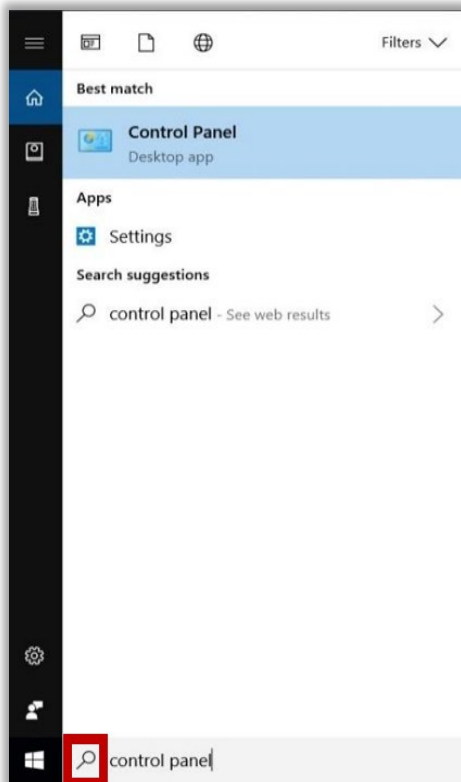 Filters
Best match
Control Panel
Desktop app
Apps
Settings
Search suggestions
control panel - See web results
control panel